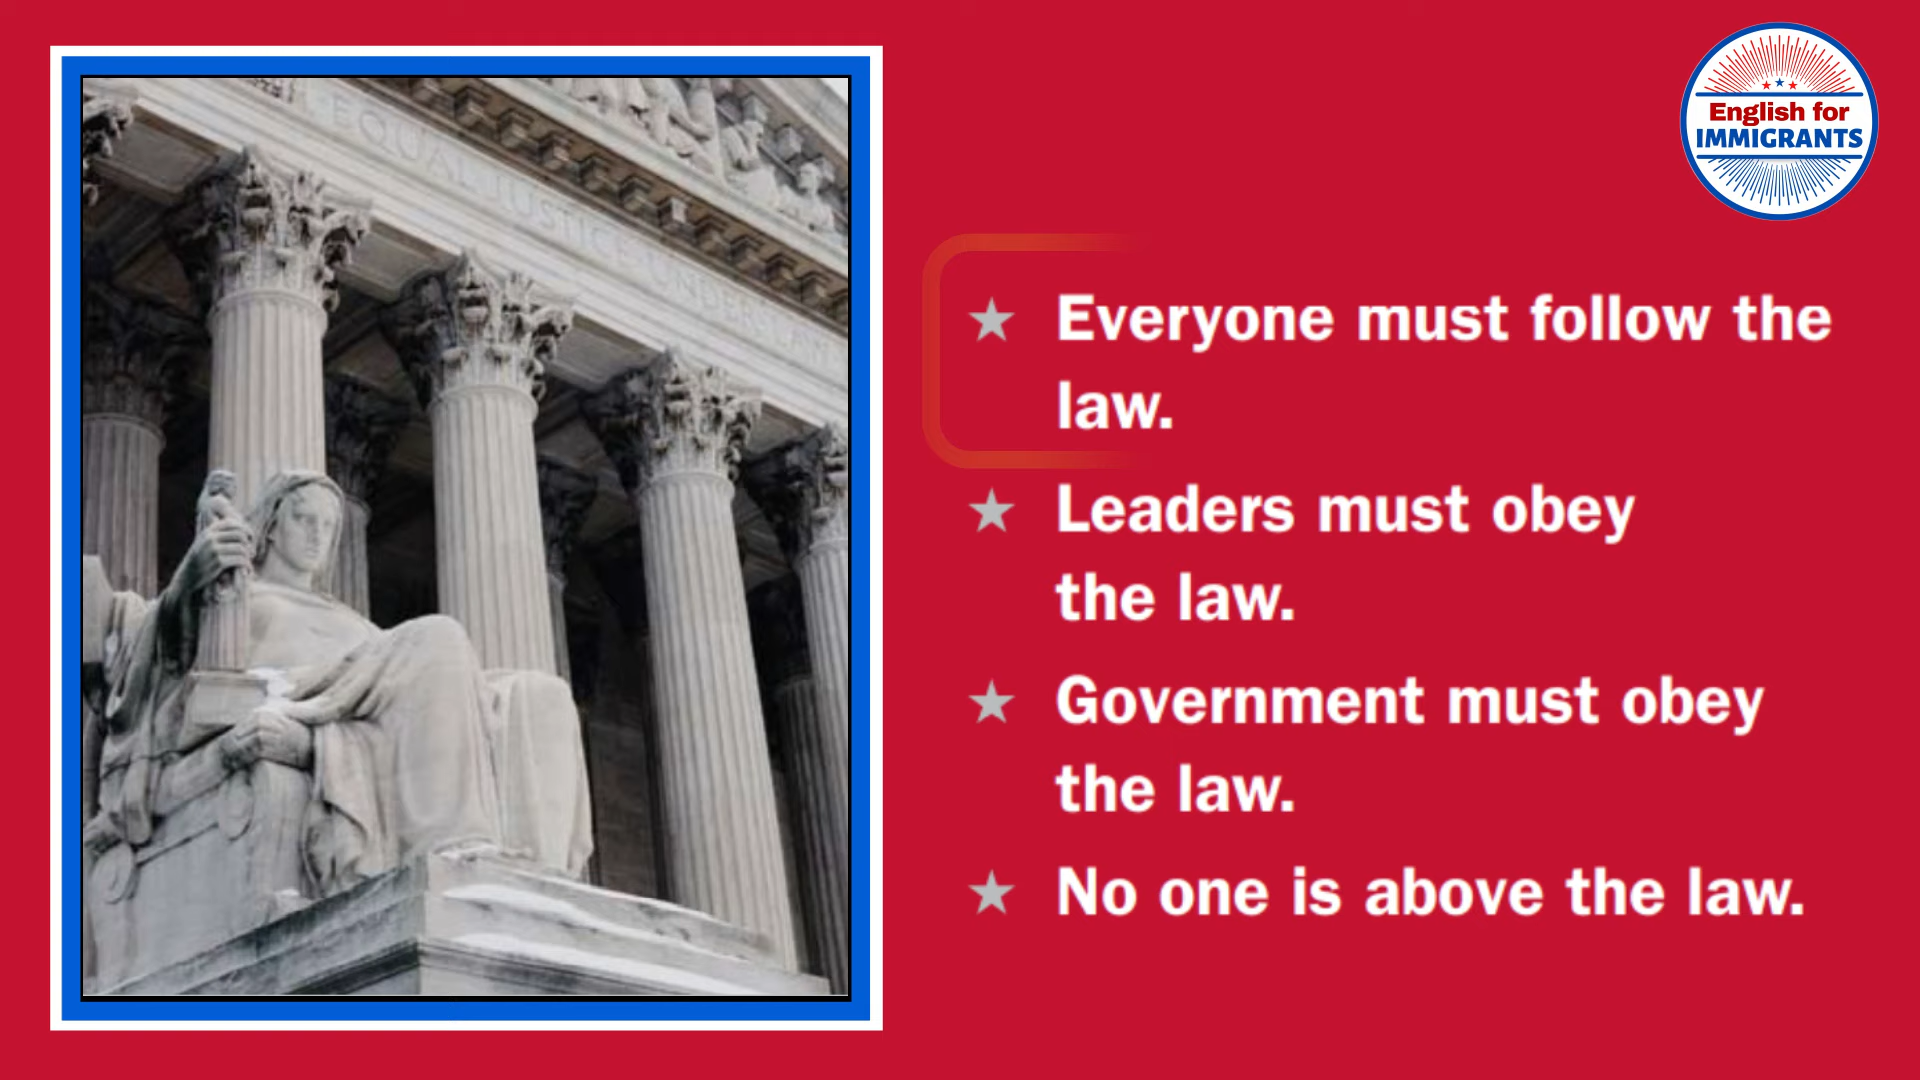 EQUAL JUSTICE UNDER LAW
English for
IMMIGRANTS
Everyone must follow the
law.
Leaders must obey
the law.
Government must obey
the law.
No one is above the law.